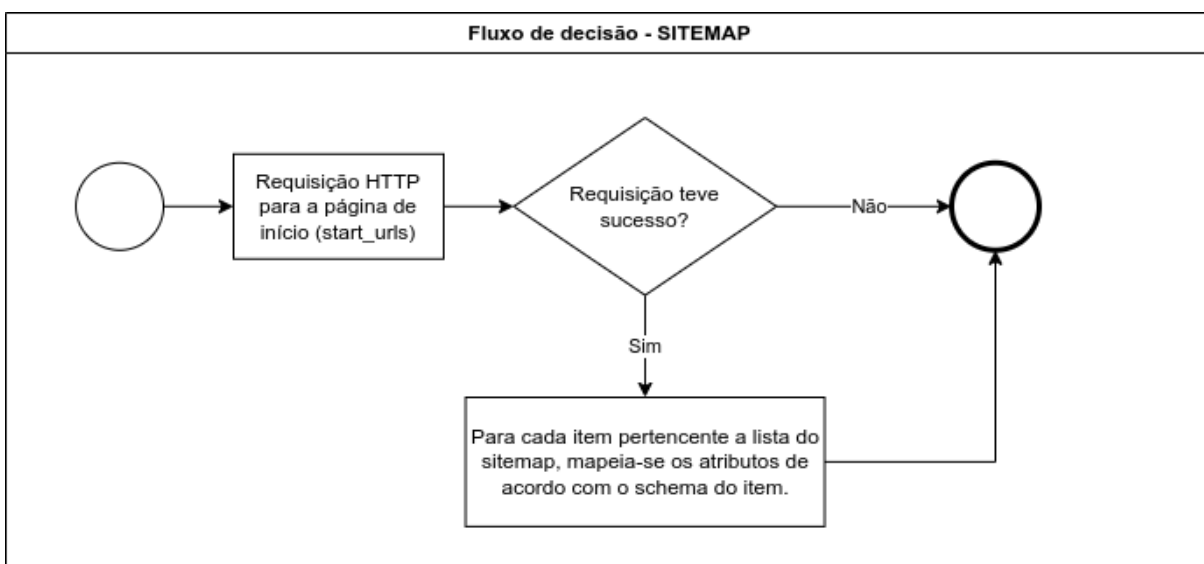 Fluxo de decisão - SITEMAP
Requisição HTTP
para a página de
início (start_urls)
Requisição teve
sucesso?
Não
Sim
Para cada item pertencente a lista do
sitemap, mapeia-se os atributos de
acordo com o schema do item.